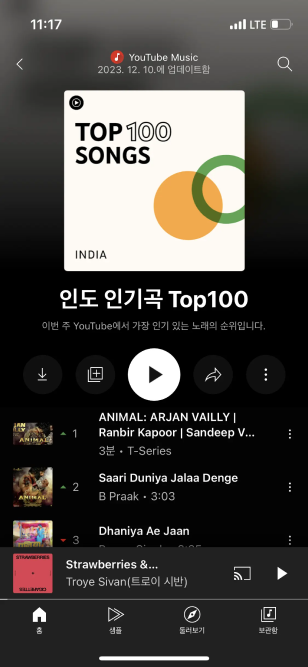 11:17
LTE
YouTube Music
2023. 12. 10.에 업데이트함
TOP 100
SONGS
INDIA
인도 인기곡 Top100
이번 주 YouTube에서 가장 인기 있는 노래의 순위입니다.
ANIMAL
1
ANIMAL: ARJAN VAILLY |
Ranbir Kapoor | Sandeep V...
3분 • T-Series
ANIMAL
2
Saari Duniya Jalaa Denge
B Praak • 3:03
3
Dhaniya Ae Jaan
STRAWBERRIES
CIGARETTES
Strawberries &...
Troye Sivan(트로이 시반)
홈
샘플
둘러보기
보관함